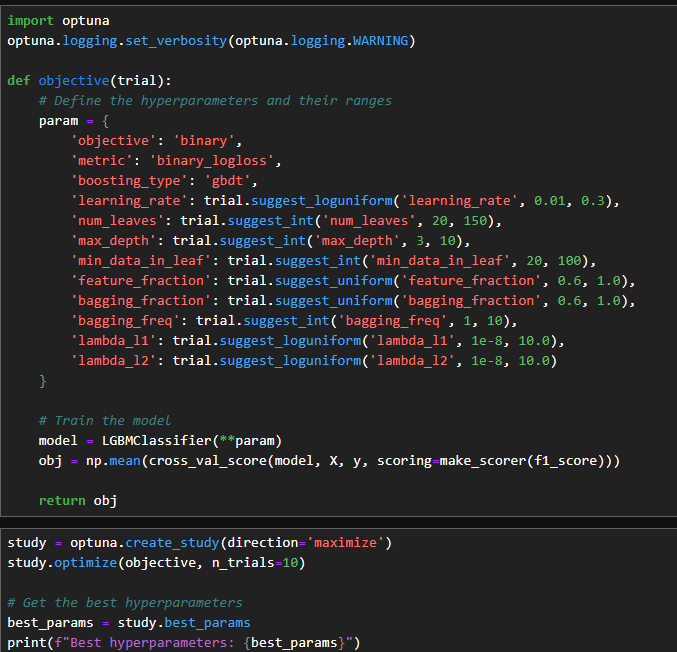 import optuna
optuna.logging.set_verbosity(optuna.logging.WARNING)

def objective(trial):
    # Define the hyperparameters and their ranges
    param = {
        'objective': 'binary',
        'metric': 'binary_logloss',
        'boosting_type': 'gbdt',
        'learning_rate': trial.suggest_loguniform('learning_rate', 0.01, 0.3),
        'num_leaves': trial.suggest_int('num_leaves', 20, 150),
        'max_depth': trial.suggest_int('max_depth', 3, 10),
        'min_data_in_leaf': trial.suggest_int('min_data_in_leaf', 20, 100),
        'feature_fraction': trial.suggest_uniform('feature_fraction', 0.6, 1.0),
        'bagging_fraction': trial.suggest_uniform('bagging_fraction', 0.6, 1.0),
        'bagging_freq': trial.suggest_int('bagging_freq', 1, 10),
        'lambda_l1': trial.suggest_loguniform('lambda_l1', 1e-8, 10.0),
        'lambda_l2': trial.suggest_loguniform('lambda_l2', 1e-8, 10.0)
    }

    # Train the model
    model = LGBMClassifier(**param)
    obj = np.mean(cross_val_score(model, X, y, scoring=make_scorer(f1_score)))

    return obj

study = optuna.create_study(direction='maximize')
study.optimize(objective, n_trials=10)

# Get the best hyperparameters
best_params = study.best_params
print(f"Best hyperparameters: {best_params}")